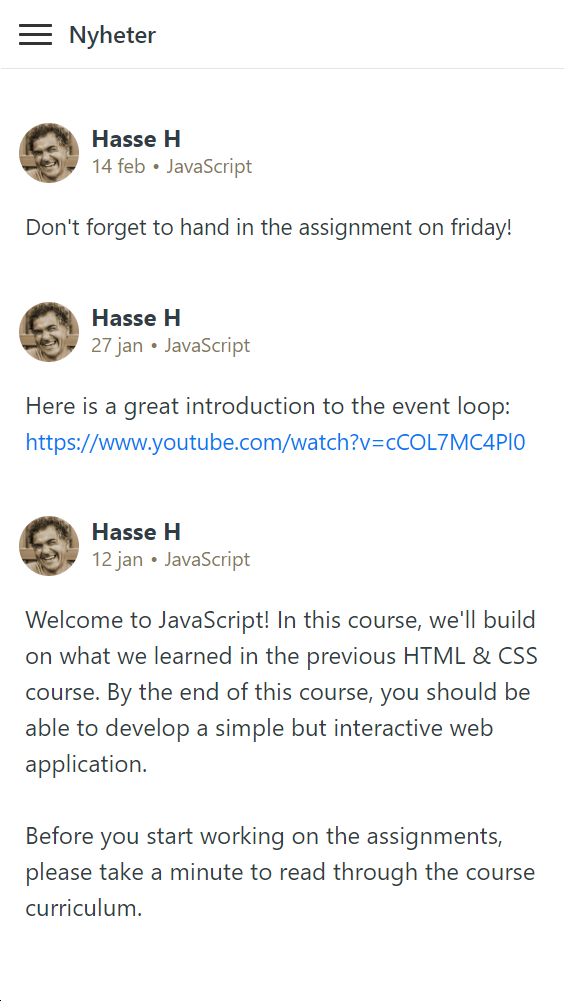 Nyheter
Hasse H
14 feb • JavaScript
Don't forget to hand in the assignment on friday!
Hasse H
27 jan • JavaScript
Here is a great introduction to the event loop:
https://www.youtube.com/watch?v=cCOL7MC4Pl0
Hasse H
12 jan • JavaScript
Welcome to JavaScript! In this course, we'll build
on what we learned in the previous HTML & CSS
course. By the end of this course, you should be
able to develop a simple but interactive web
application.
Before you start working on the assignments,
please take a minute to read through the course
curriculum.